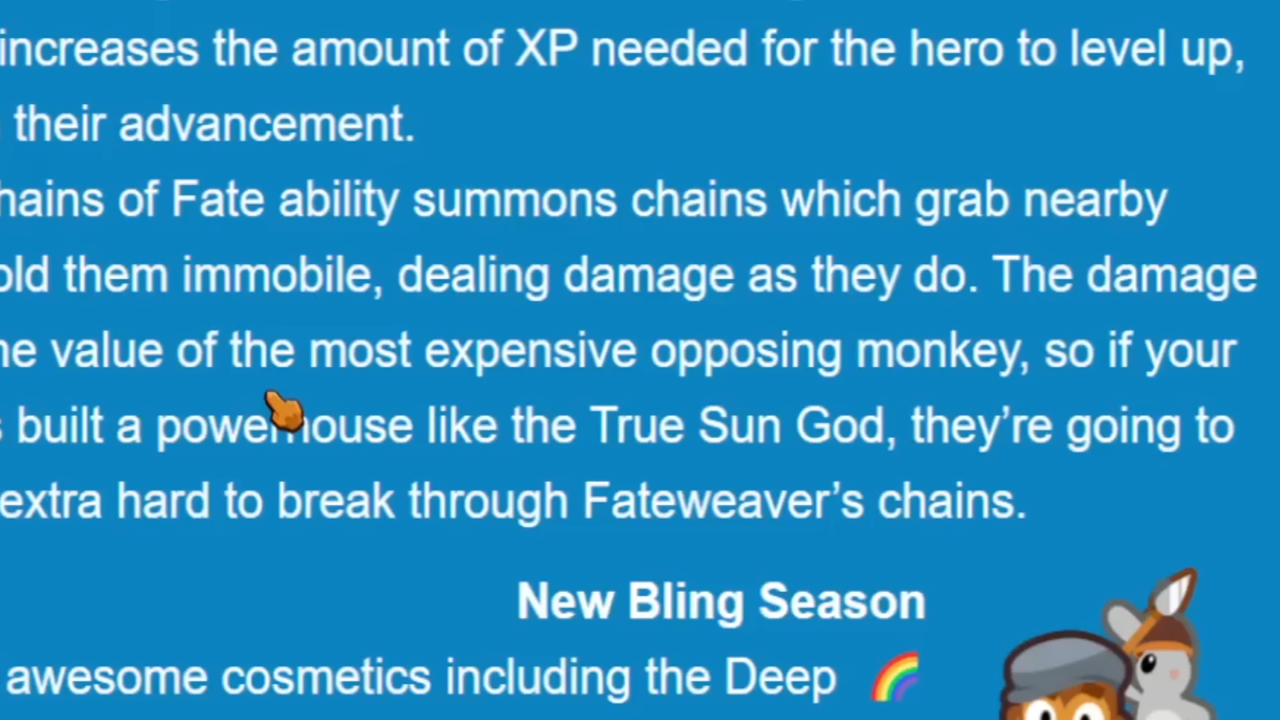 increases the amount of XP needed for the hero to level up,
their advancement.
hains of Fate ability summons chains which grab nearby
old them immobile, dealing damage as they do. The damage
he value of the most expensive opposing monkey, so if your
s built a powerhouse like the True Sun God, they’re going to
extra hard to break through Fateweaver’s chains.
New Bling Season
awesome cosmetics including the Deep